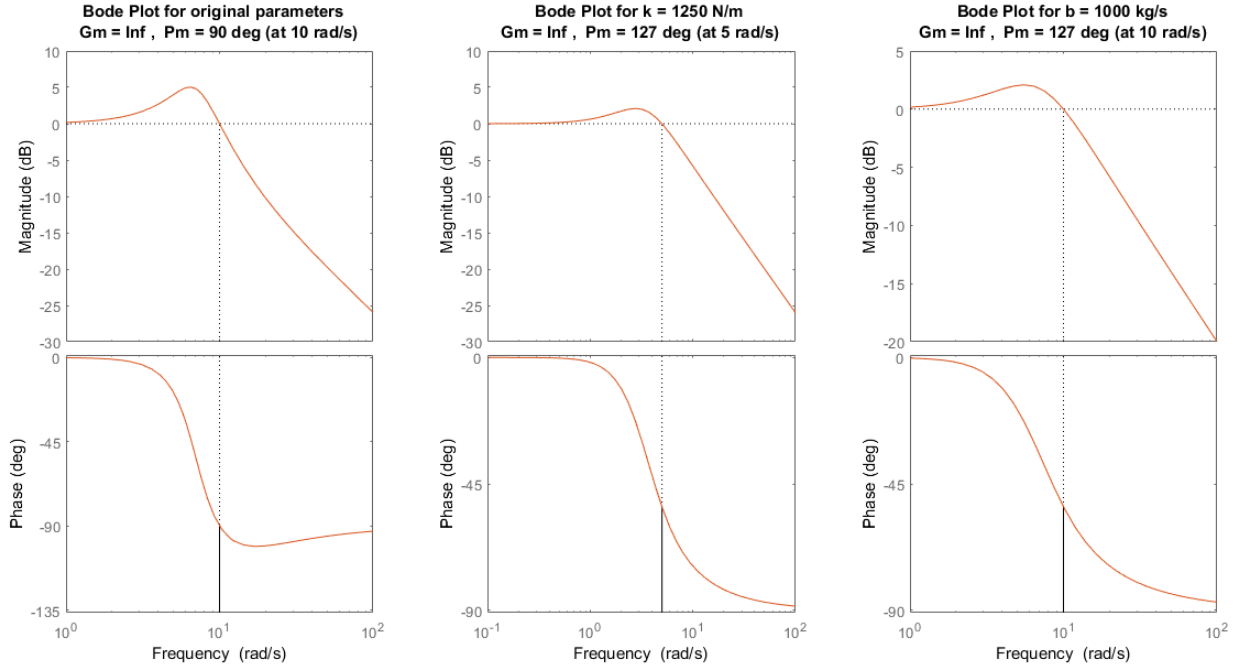 Bode Plot for original parameters
Gm = Inf , Pm = 90 deg (at 10 rad/s)
10
5
0
-5
-10
-15
-20
-25
-30
Magnitude (dB)
0
-45
-90
-135
Phase (deg)
10^0
10^1
10^2
Frequency (rad/s)
Bode Plot for k = 1250 N/m
Gm = Inf , Pm = 127 deg (at 5 rad/s)
10
5
0
-5
-10
-15
-20
-25
-30
Magnitude (dB)
0
-45
-90
Phase (deg)
10^-1
10^0
10^1
10^2
Frequency (rad/s)
Bode Plot for b = 1000 kg/s
Gm = Inf , Pm = 127 deg (at 10 rad/s)
5
0
-5
-10
-15
-20
Magnitude (dB)
0
-45
-90
Phase (deg)
10^0
10^1
10^2
Frequency (rad/s)